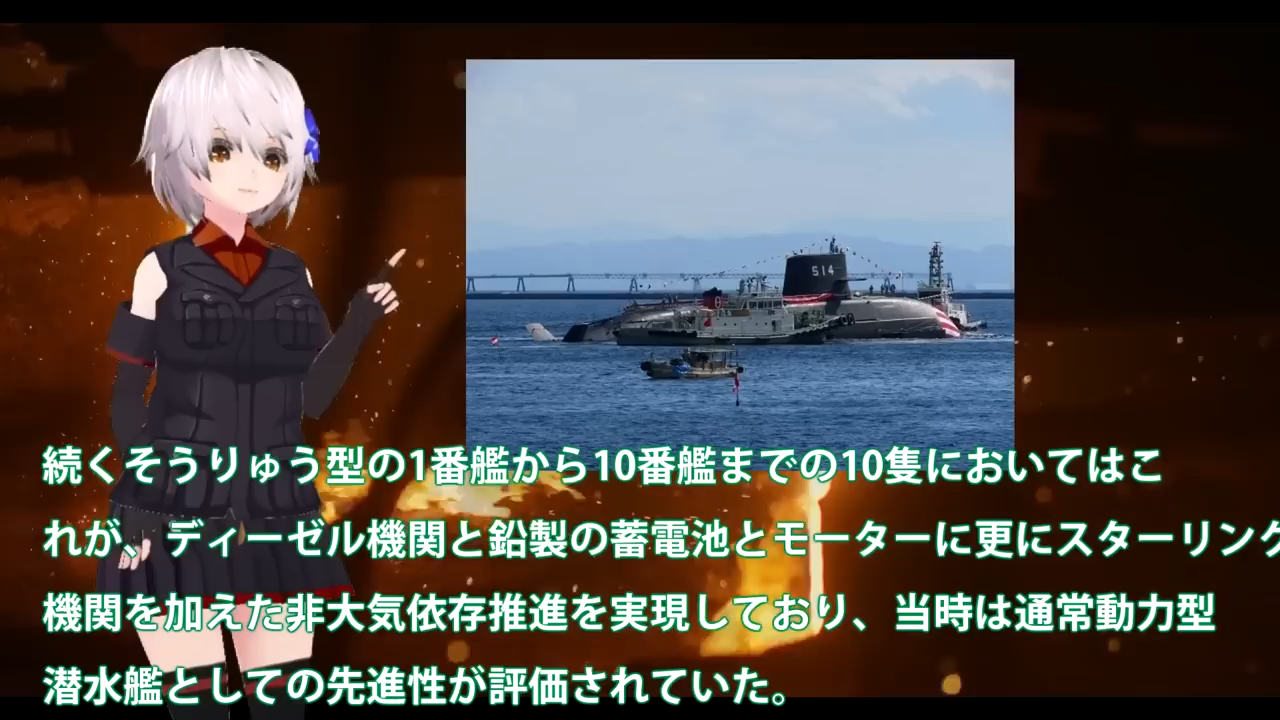 514
続くそうりゅう型の1番艦から10番艦までの10隻においてはこ
れが、ディーゼル機関と鉛製の蓄電池とモーターに更にスターリング
機関を加えた非大気依存推進を実現しており、当時は通常動力型
潜水艦としての先進性が評価されていた。